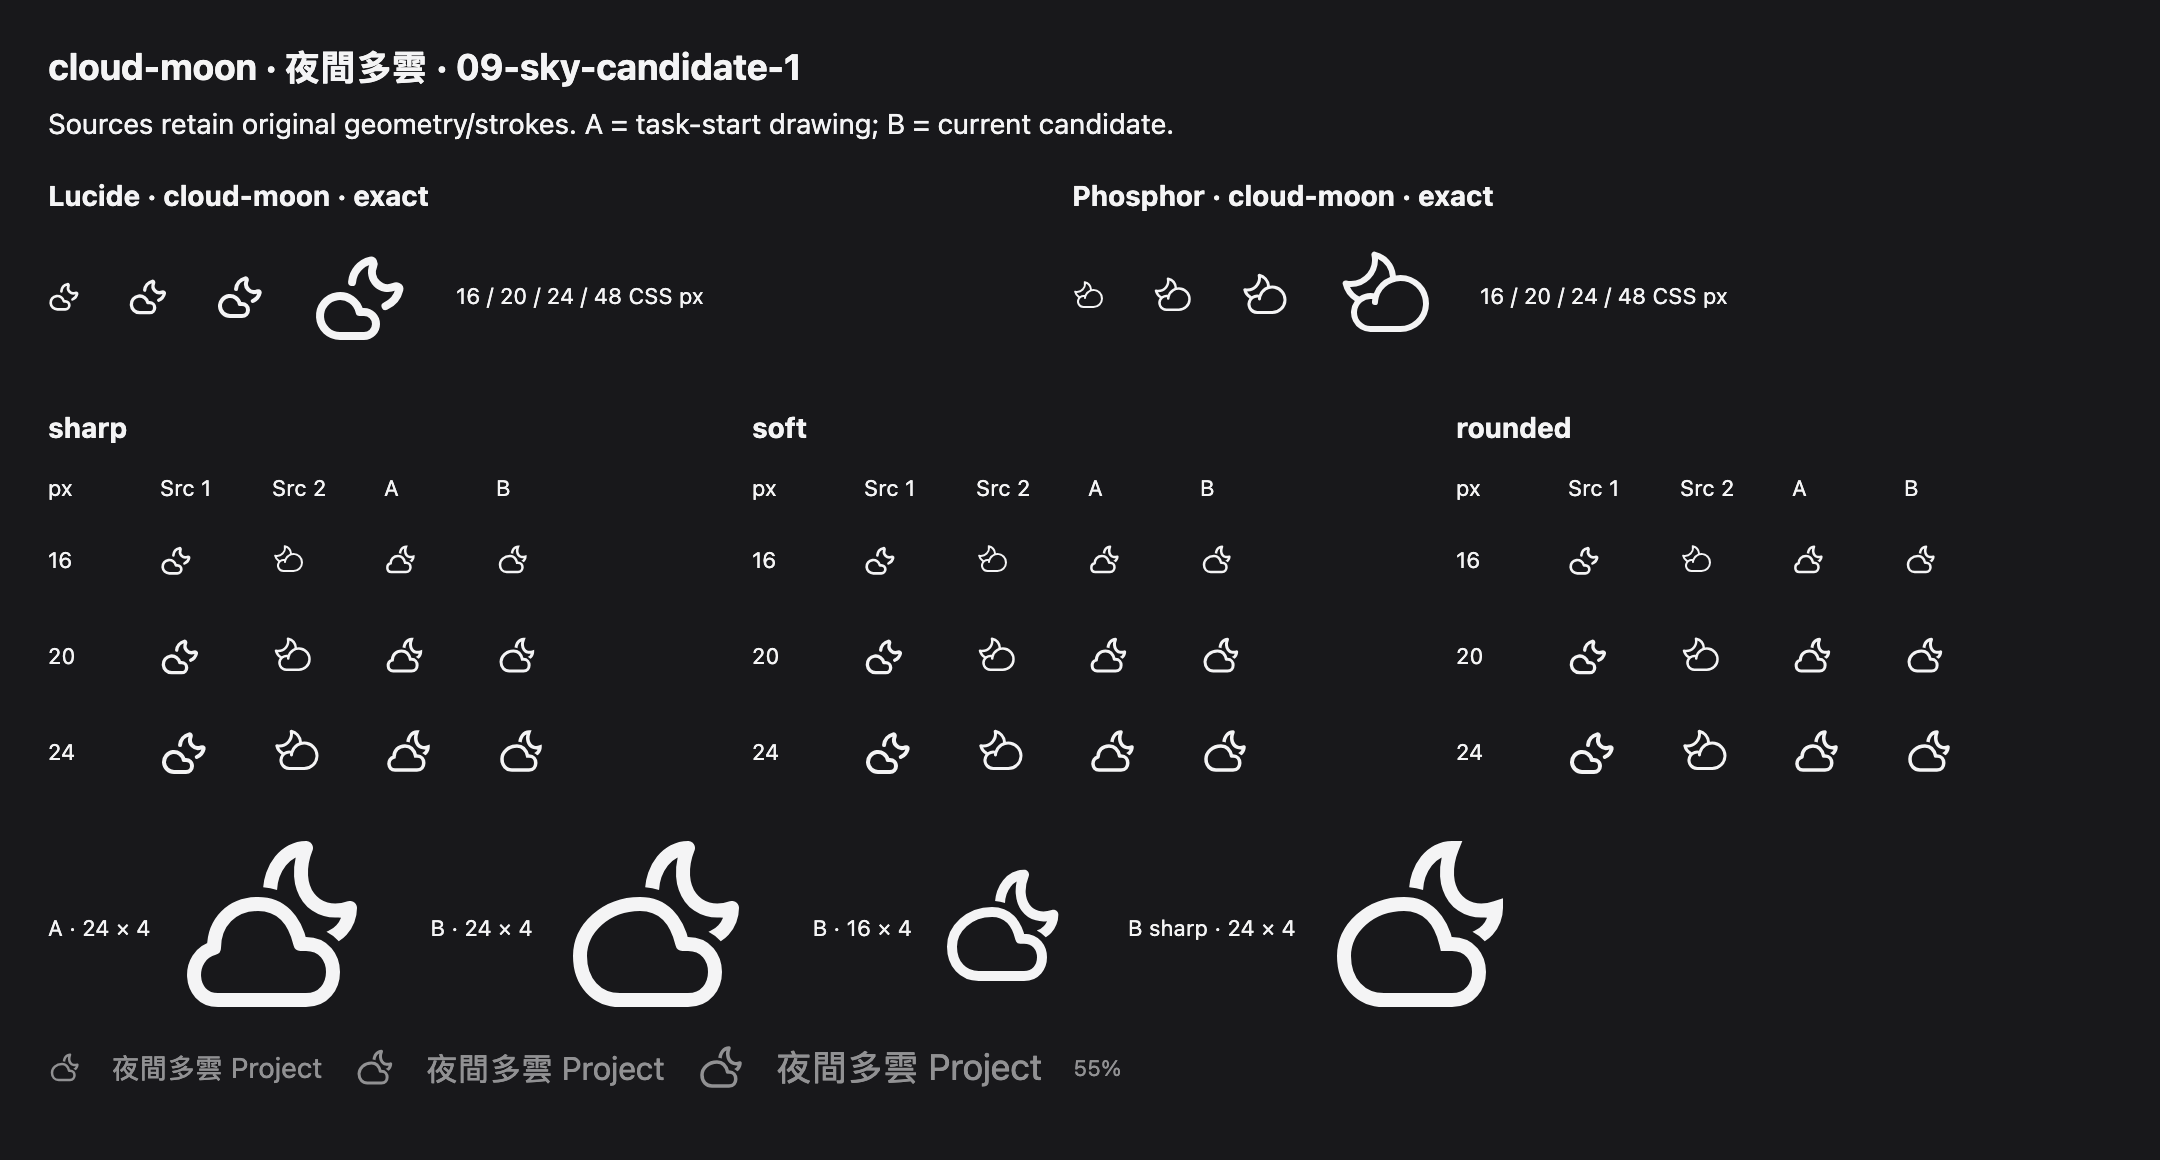 cloud-moon · 夜間多雲 · 09-sky-candidate-1
Sources retain original geometry/strokes. A = task-start drawing; B = current candidate.
Lucide · cloud-moon · exact
16 / 20 / 24 / 48 CSS px
Phosphor · cloud-moon · exact
16 / 20 / 24 / 48 CSS px
sharp
px Src 1 Src 2 A B
16
20
24
soft
px Src 1 Src 2 A B
16
20
24
rounded
px Src 1 Src 2 A B
16
20
24
A · 24 × 4
B · 24 × 4
B · 16 × 4
B sharp · 24 × 4
夜間多雲 Project 夜間多雲 Project 夜間多雲 Project 55%